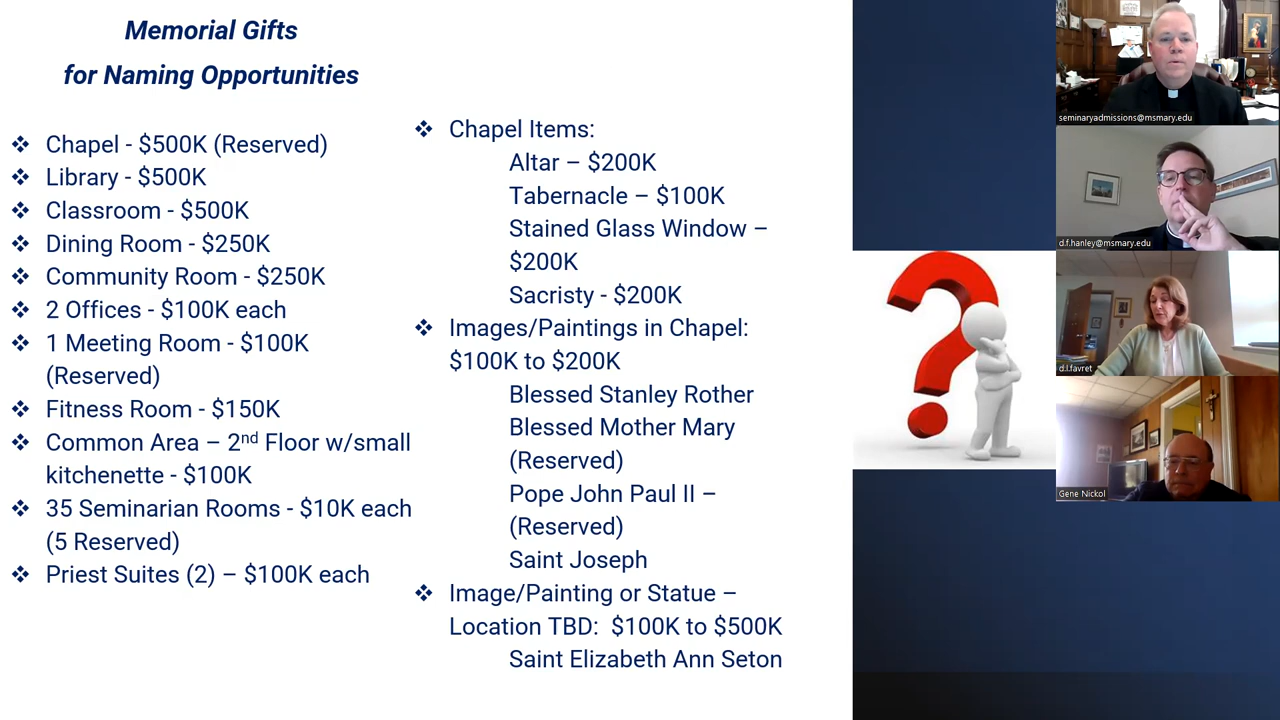 Memorial Gifts
for Naming Opportunities
❖ Chapel - $500K (Reserved)
❖ Library - $500K
❖ Classroom - $500K
❖ Dining Room - $250K
❖ Community Room - $250K
❖ 2 Offices - $100K each
❖ 1 Meeting Room - $100K
(Reserved)
❖ Fitness Room - $150K
❖ Common Area – 2nd Floor w/small
kitchenette - $100K
❖ 35 Seminarian Rooms - $10K each
(5 Reserved)
❖ Priest Suites (2) – $100K each
❖ Chapel Items:
Altar – $200K
Tabernacle – $100K
Stained Glass Window –
$200K
Sacristy - $200K
❖ Images/Paintings in Chapel:
$100K to $200K
Blessed Stanley Rother
Blessed Mother Mary
(Reserved)
Pope John Paul II –
(Reserved)
Saint Joseph
❖ Image/Painting or Statue –
Location TBD:  $100K to $500K
Saint Elizabeth Ann Seton
seminaryadmissions@msmary.edu
d.f.hanley@msmary.edu
d.l.favret
Gene Nickol